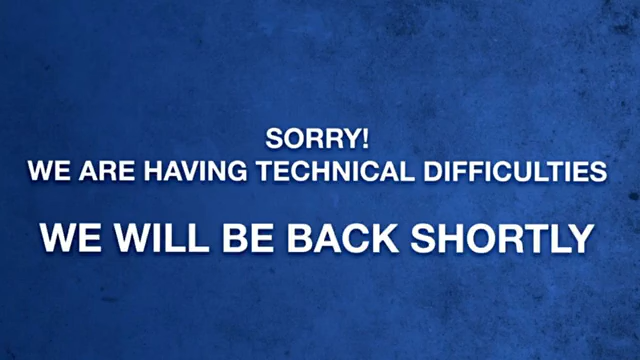 SORRY!
WE ARE HAVING TECHNICAL DIFFICULTIES
WE WILL BE BACK SHORTLY